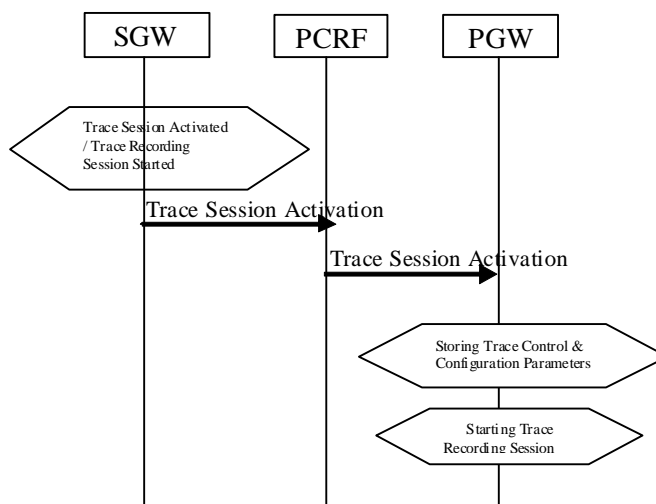 SGW
PCRF
PGW
Trace Session Activated
/ Trace Recording
Session Started
Trace Session Activation
Trace Session Activation
Storing Trace Control &
Configuration Parameters
Starting Trace
Recording Session